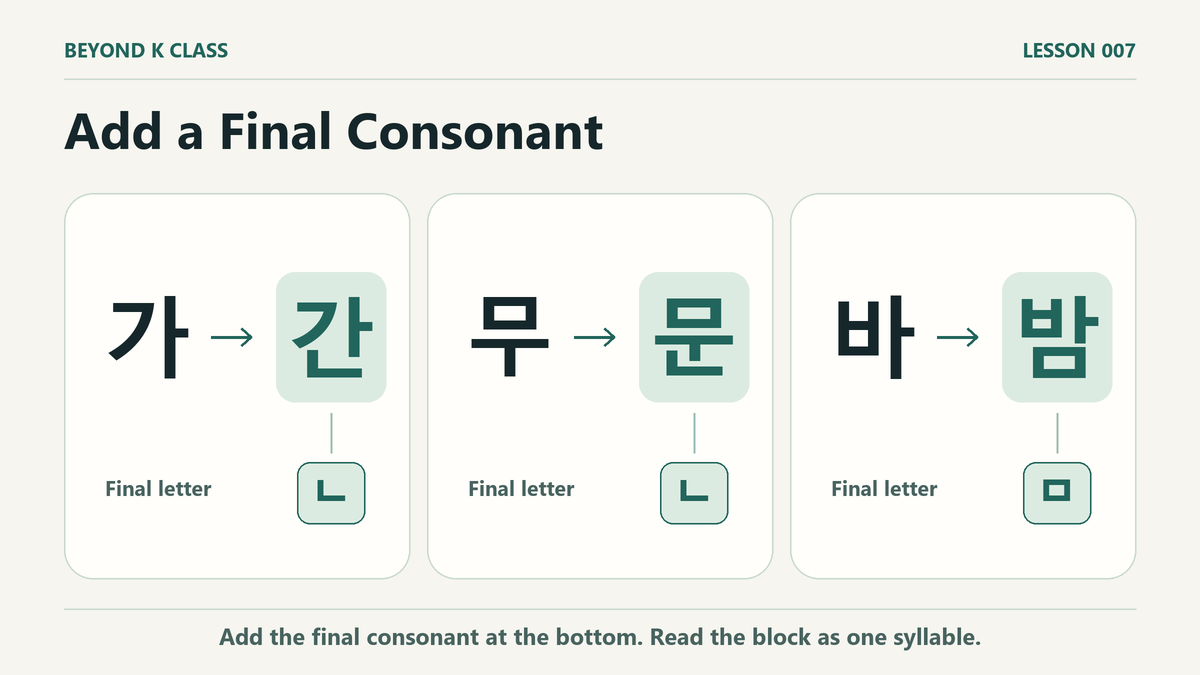 BEYOND K CLASS
LESSON 007
Add a Final Consonant
가 → 간
Final letter ㄴ
무 → 문
Final letter ㄴ
바 → 밤
Final letter ㅁ
Add the final consonant at the bottom. Read the block as one syllable.